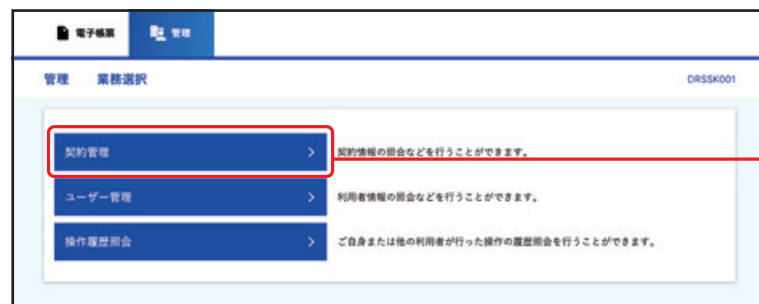 電子帳票 管理
管理 業務選択 DRSSK001
契約管理 契約情報の照会などを行うことができます。
ユーザー管理 利用者情報の照会などを行うことができます。
操作履歴照会 ご自身または他の利用者が行った操作の履歴照会を行うことができます。